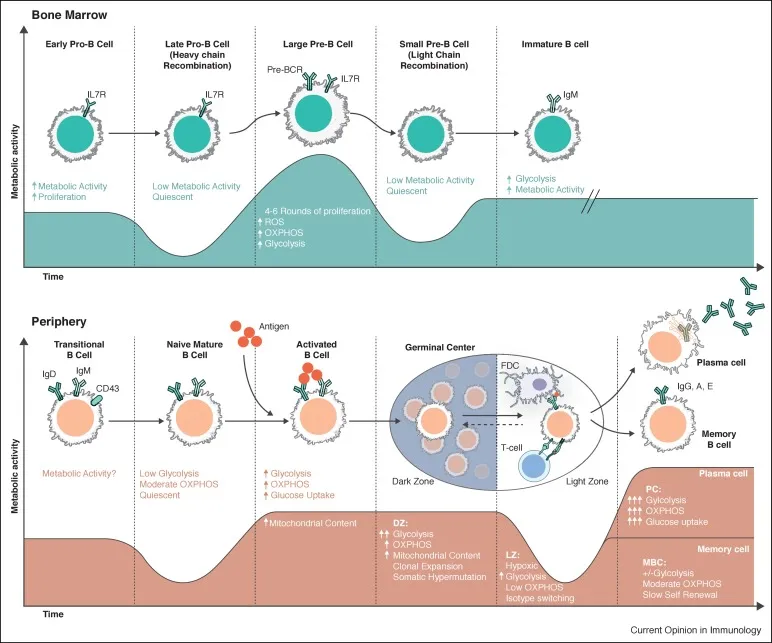 Bone Marrow
Early Pro-B Cell
Late Pro-B Cell
(Heavy chain
Recombination)
Large Pre-B Cell
Small Pre-B Cell
(Light Chain
Recombination)
Immature B cell
IL7R
IL7R
Pre-BCR
IL7R
IgM
Metabolic activity
Metabolic Activity
Proliferation
Low Metabolic Activity
Quiescent
4-6 Rounds of proliferation
ROS
OXPHOS
Glycolysis
Low Metabolic Activity
Quiescent
Glycolysis
Metabolic Activity
Time
Periphery
Transitional
B Cell
Naive Mature
B Cell
Antigen
Activated
B Cell
Germinal Center
IgD
IgM
CD43
FDC
T-cell
Dark Zone
Light Zone
Plasma cell
IgG, A, E
Memory
B cell
Metabolic activity
Metabolic Activity?
Low Glycolysis
Moderate OXPHOS
Quiescent
Glycolysis
OXPHOS
Glucose Uptake
Mitochondrial Content
DZ:
Glycolysis
OXPHOS
Mitochondrial Content
Clonal Expansion
Somatic Hypermutation
LZ:
Hypoxic
Glycolysis
Low OXPHOS
Isotype switching
Plasma cell
PC:
Gylcolysis
OXPHOS
Glucose uptake
Memory cell
MBC:
+/-Gylcolysis
Moderate OXPHOS
Slow Self Renewal
Time
Current Opinion in Immunology